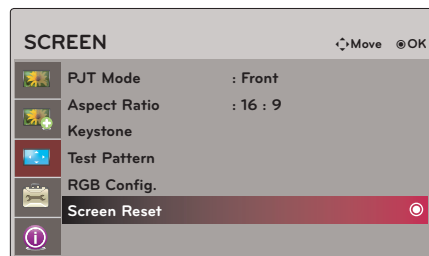 SCREEN Move OK
PJT Mode : Front
Aspect Ratio : 16 : 9
Keystone
Test Pattern
RGB Config.
Screen Reset